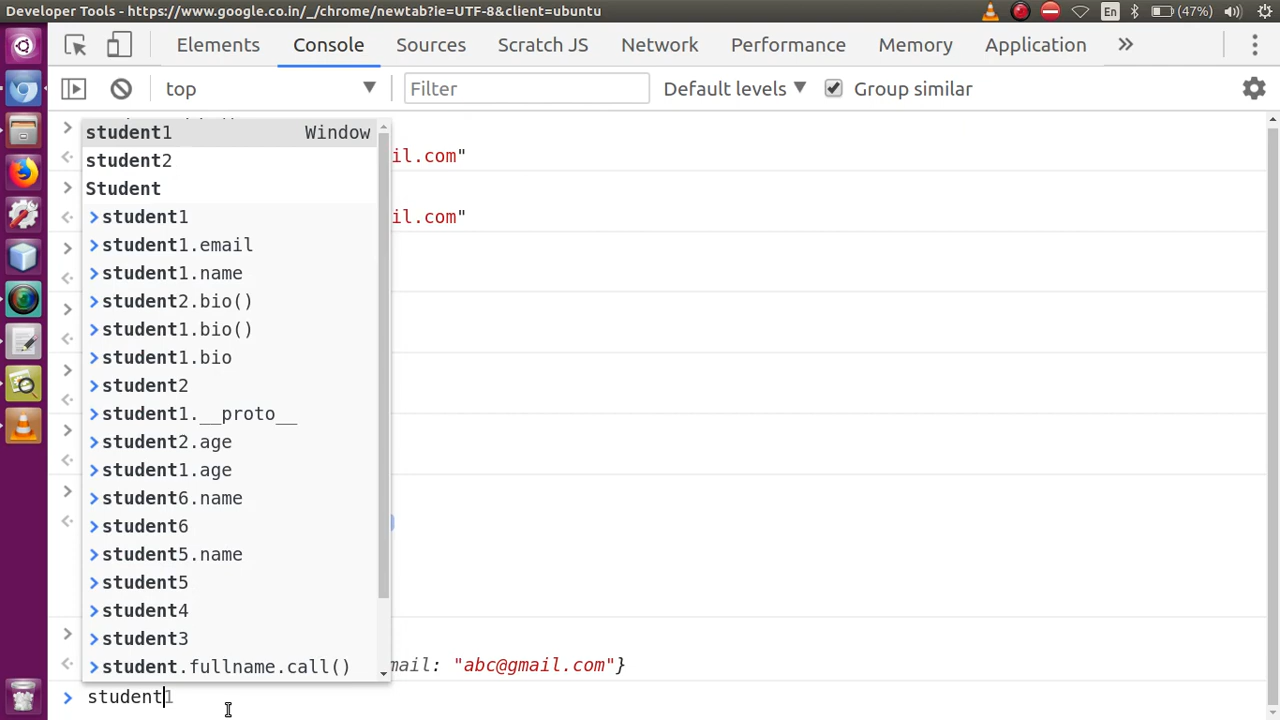 Developer Tools - https://www.google.co.in/_/chrome/newtab?ie=UTF-8&client=ubuntu En (47%)
Elements Console Sources Scratch JS Network Performance Memory Application
top Filter Default levels Group similar
student1 Window
il.com"
student2
Student
student1
il.com"
student1.email
student1.name
student2.bio()
student1.bio()
student1.bio
student2
student1.__proto__
student2.age
student1.age
student6.name
student6
student5.name
student5
student4
student3
student.fullname.call()
mail: "abc@gmail.com"}
student1